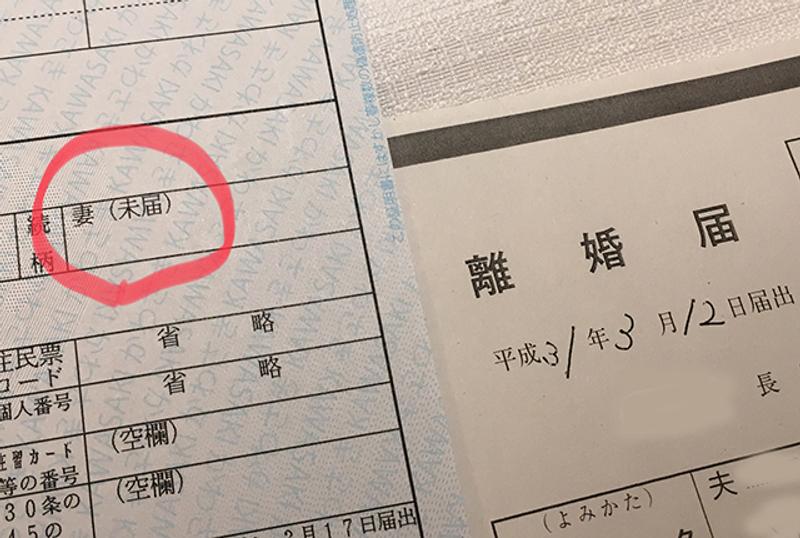 続柄 妻（未届）
省 略
住民票コード
省 略
個人番号
（空欄）
カード等の番号
（空欄）
30条の
45の
月17日届出
KAWASAKI かわさき
離婚届
平成31年3月12日届出
長
（よみかた）
夫